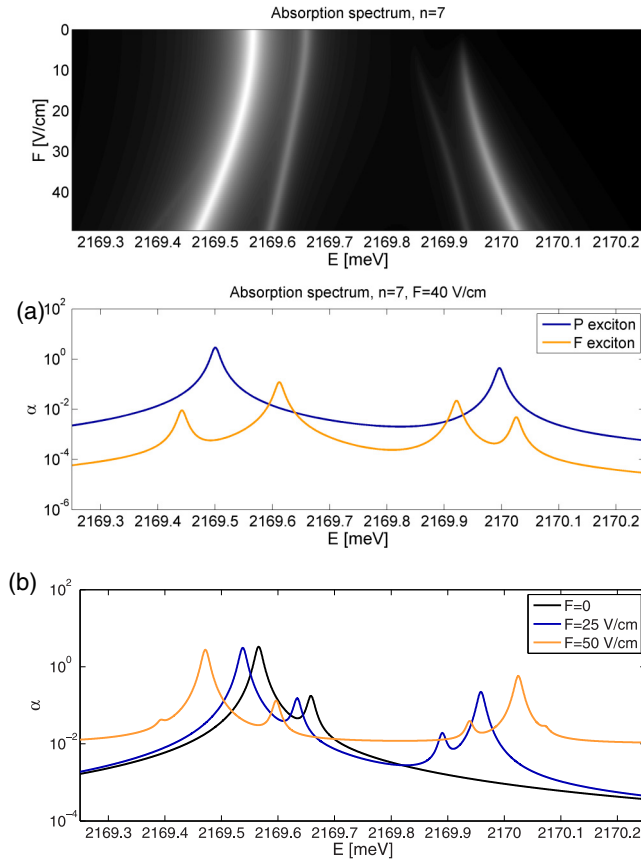 Absorption spectrum, n=7
0
10
20
30
40
F [V/cm]
2169.3 2169.4 2169.5 2169.6 2169.7 2169.8 2169.9 2170 2170.1 2170.2
E [meV]
(a)
Absorption spectrum, n=7, F=40 V/cm
P exciton
F exciton
10^2
10^0
10^-2
10^-4
10^-6
α
2169.3 2169.4 2169.5 2169.6 2169.7 2169.8 2169.9 2170 2170.1 2170.2
E [meV]
(b)
F=0
F=25 V/cm
F=50 V/cm
10^2
10^0
10^-2
10^-4
α
2169.3 2169.4 2169.5 2169.6 2169.7 2169.8 2169.9 2170 2170.1 2170.2
E [meV]